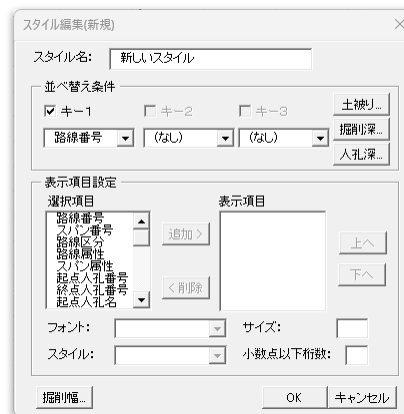 スタイル編集(新規)
スタイル名: 新しいスタイル
並べ替え条件
キー1 キー2 キー3 土被り...
路線番号 (なし) (なし) 掘削深...
人孔深...
表示項目設定
選択項目 表示項目
路線番号
スパン番号
路線区分
路線属性
スパン属性
起点人孔番号
終点人孔番号
起点人孔名
追加 >
< 削除
上へ
下へ
フォント: サイズ:
スタイル: 小数点以下桁数:
掘削幅... OK キャンセル